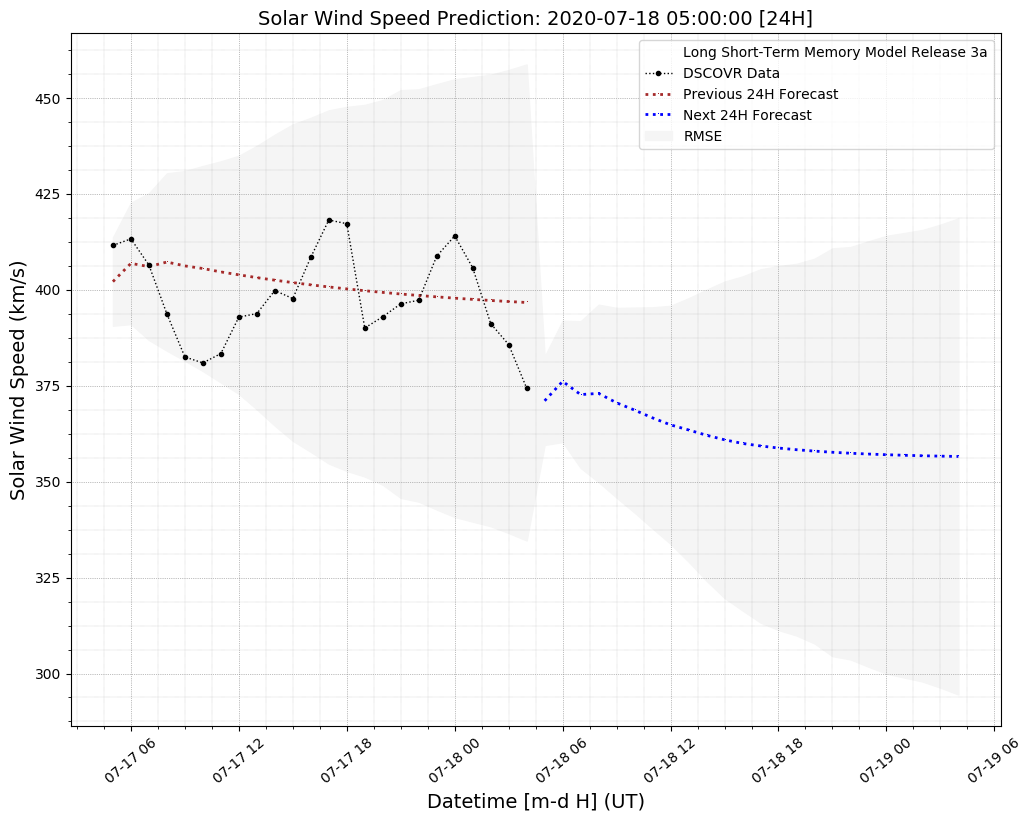 Solar Wind Speed Prediction: 2020-07-18 05:00:00 [24H]
Long Short-Term Memory Model Release 3a
DSCOVR Data
Previous 24H Forecast
Next 24H Forecast
RMSE
Solar Wind Speed (km/s)
450
425
400
375
350
325
300
07-17 06
07-17 12
07-17 18
07-18 00
07-18 06
07-18 12
07-18 18
07-19 00
07-19 06
Datetime [m-d H] (UT)